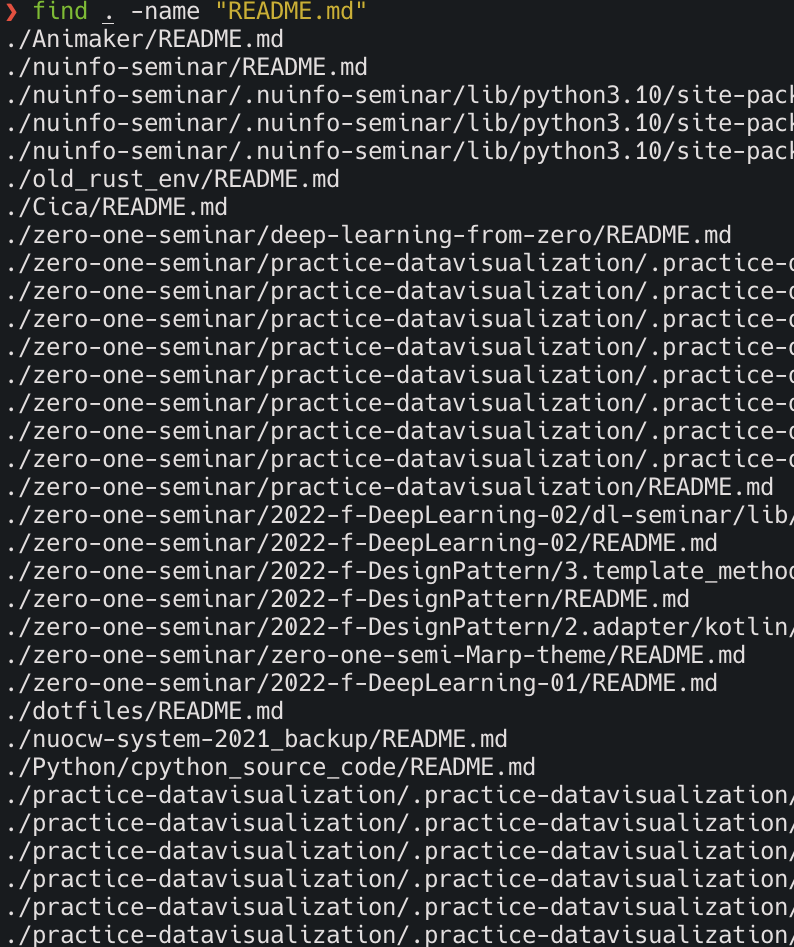 ❯ find . -name "README.md"
./Animaker/README.md
./nuinfo-seminar/README.md
./nuinfo-seminar/.nuinfo-seminar/lib/python3.10/site-pack
./nuinfo-seminar/.nuinfo-seminar/lib/python3.10/site-pack
./nuinfo-seminar/.nuinfo-seminar/lib/python3.10/site-pack
./old_rust_env/README.md
./Cica/README.md
./zero-one-seminar/deep-learning-from-zero/README.md
./zero-one-seminar/practice-datavisualization/.practice-d
./zero-one-seminar/practice-datavisualization/.practice-d
./zero-one-seminar/practice-datavisualization/.practice-d
./zero-one-seminar/practice-datavisualization/.practice-d
./zero-one-seminar/practice-datavisualization/.practice-d
./zero-one-seminar/practice-datavisualization/.practice-d
./zero-one-seminar/practice-datavisualization/.practice-d
./zero-one-seminar/practice-datavisualization/.practice-d
./zero-one-seminar/practice-datavisualization/README.md
./zero-one-seminar/2022-f-DeepLearning-02/dl-seminar/lib/
./zero-one-seminar/2022-f-DeepLearning-02/README.md
./zero-one-seminar/2022-f-DesignPattern/3.template_method
./zero-one-seminar/2022-f-DesignPattern/README.md
./zero-one-seminar/2022-f-DesignPattern/2.adapter/kotlin/
./zero-one-seminar/zero-one-semi-Marp-theme/README.md
./zero-one-seminar/2022-f-DeepLearning-01/README.md
./dotfiles/README.md
./nuocw-system-2021_backup/README.md
./Python/cpython_source_code/README.md
./practice-datavisualization/.practice-datavisualization/
./practice-datavisualization/.practice-datavisualization/
./practice-datavisualization/.practice-datavisualization/
./practice-datavisualization/.practice-datavisualization/
./practice-datavisualization/.practice-datavisualization/
./practice-datavisualization/.practice-datavisualization/